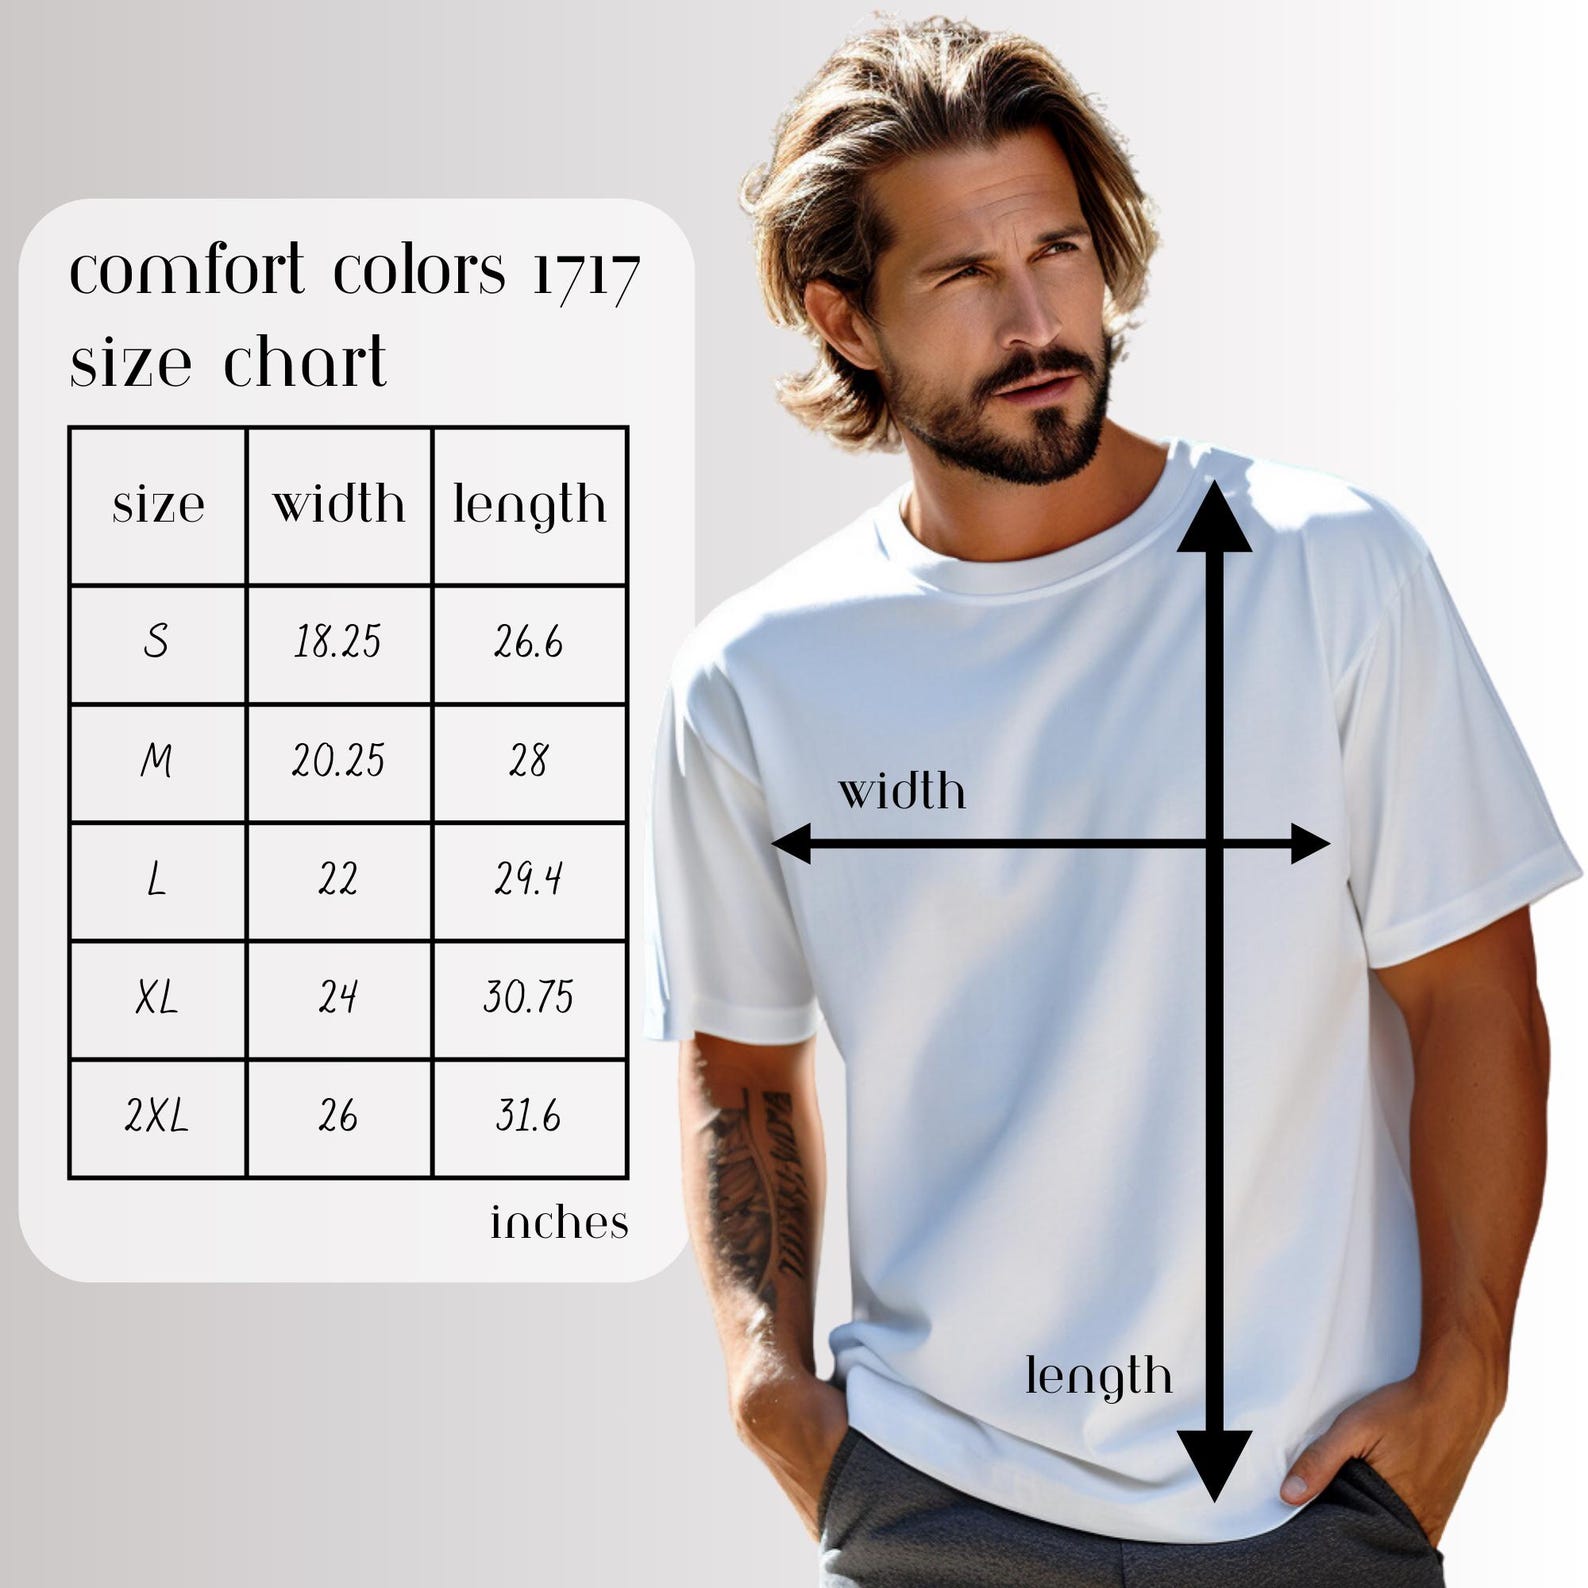 comfort colors 1717
size chart
size width length
S 18.25 26.6
M 20.25 28
L 22 29.4
XL 24 30.75
2XL 26 31.6
inches
width
length